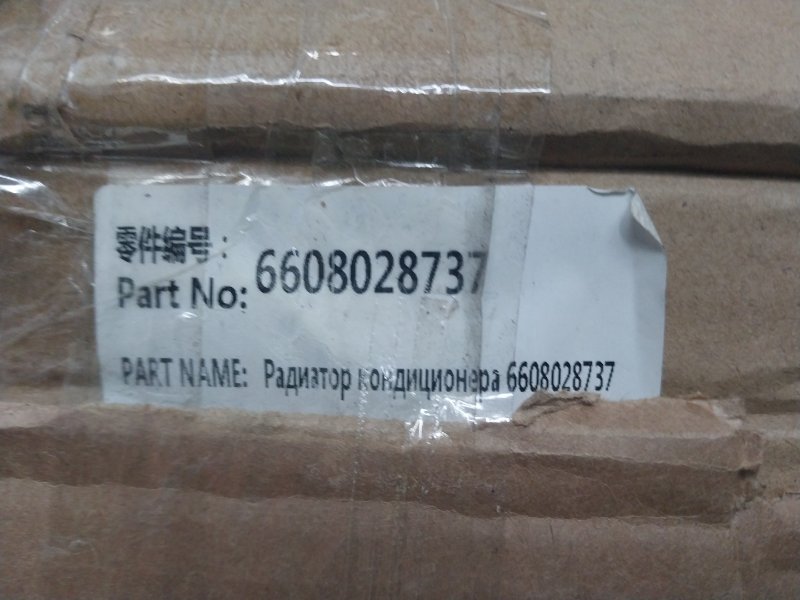 零件编号：
Part No: 6608028737
PART NAME: Радиатор кондиционера 6608028737